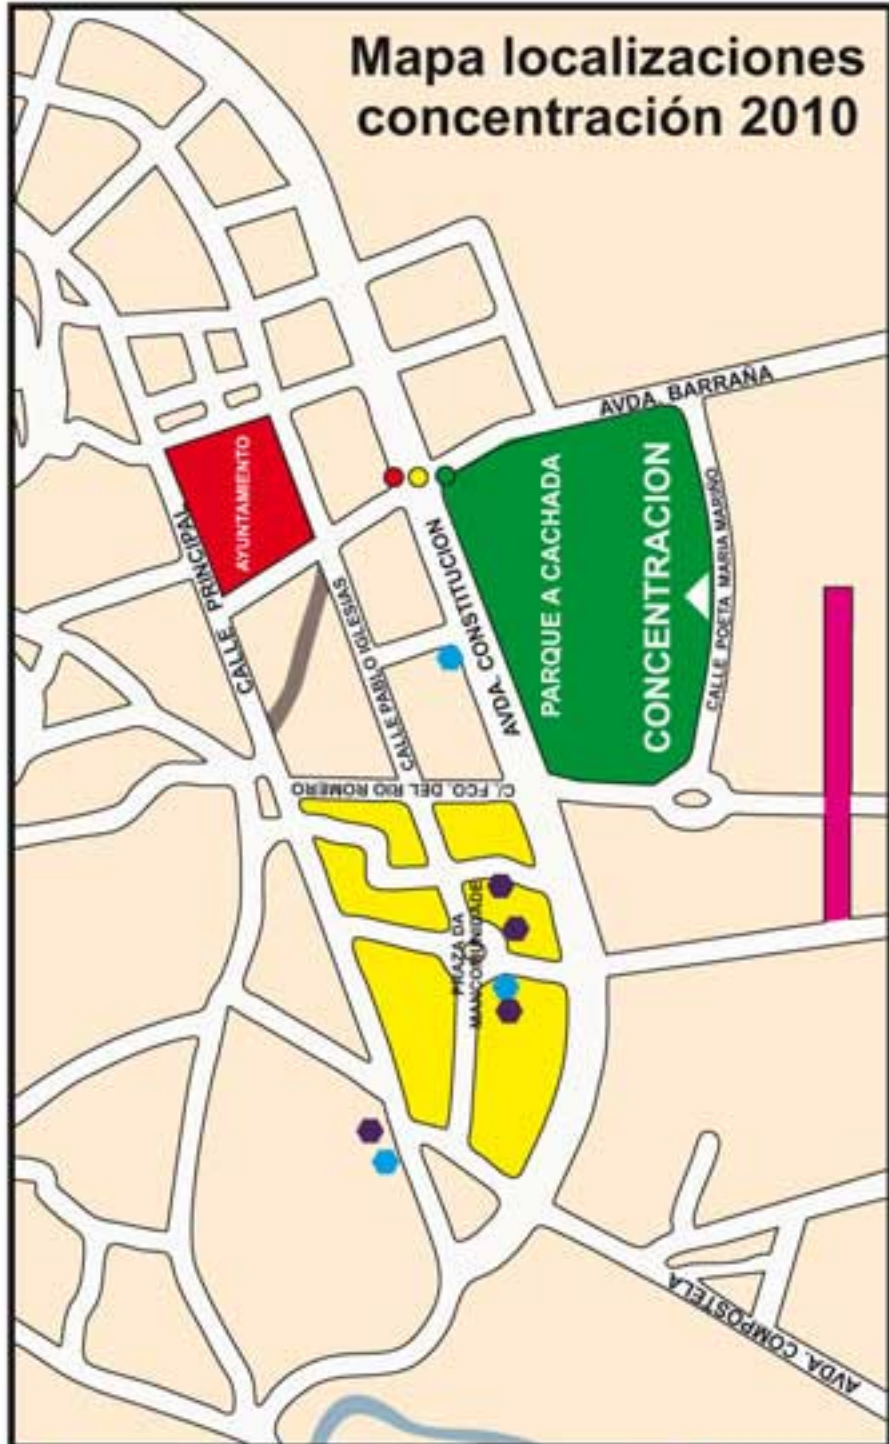 Mapa localizaciones
concentración 2010
AVDA. BARRAÑA
AYUNTAMIENTO
PARQUE A CACHADA
CONCENTRACION
CALLE POETA MARIA MARIÑO
CALLE PRINCIPAL
CALLE PABLO IGLESIAS
AVDA. CONSTITUCION
C/. FCO. DEL RIO ROMERO
PRAZA DA
MANCOMUNIDADE
AVDA. COMPOSTELA